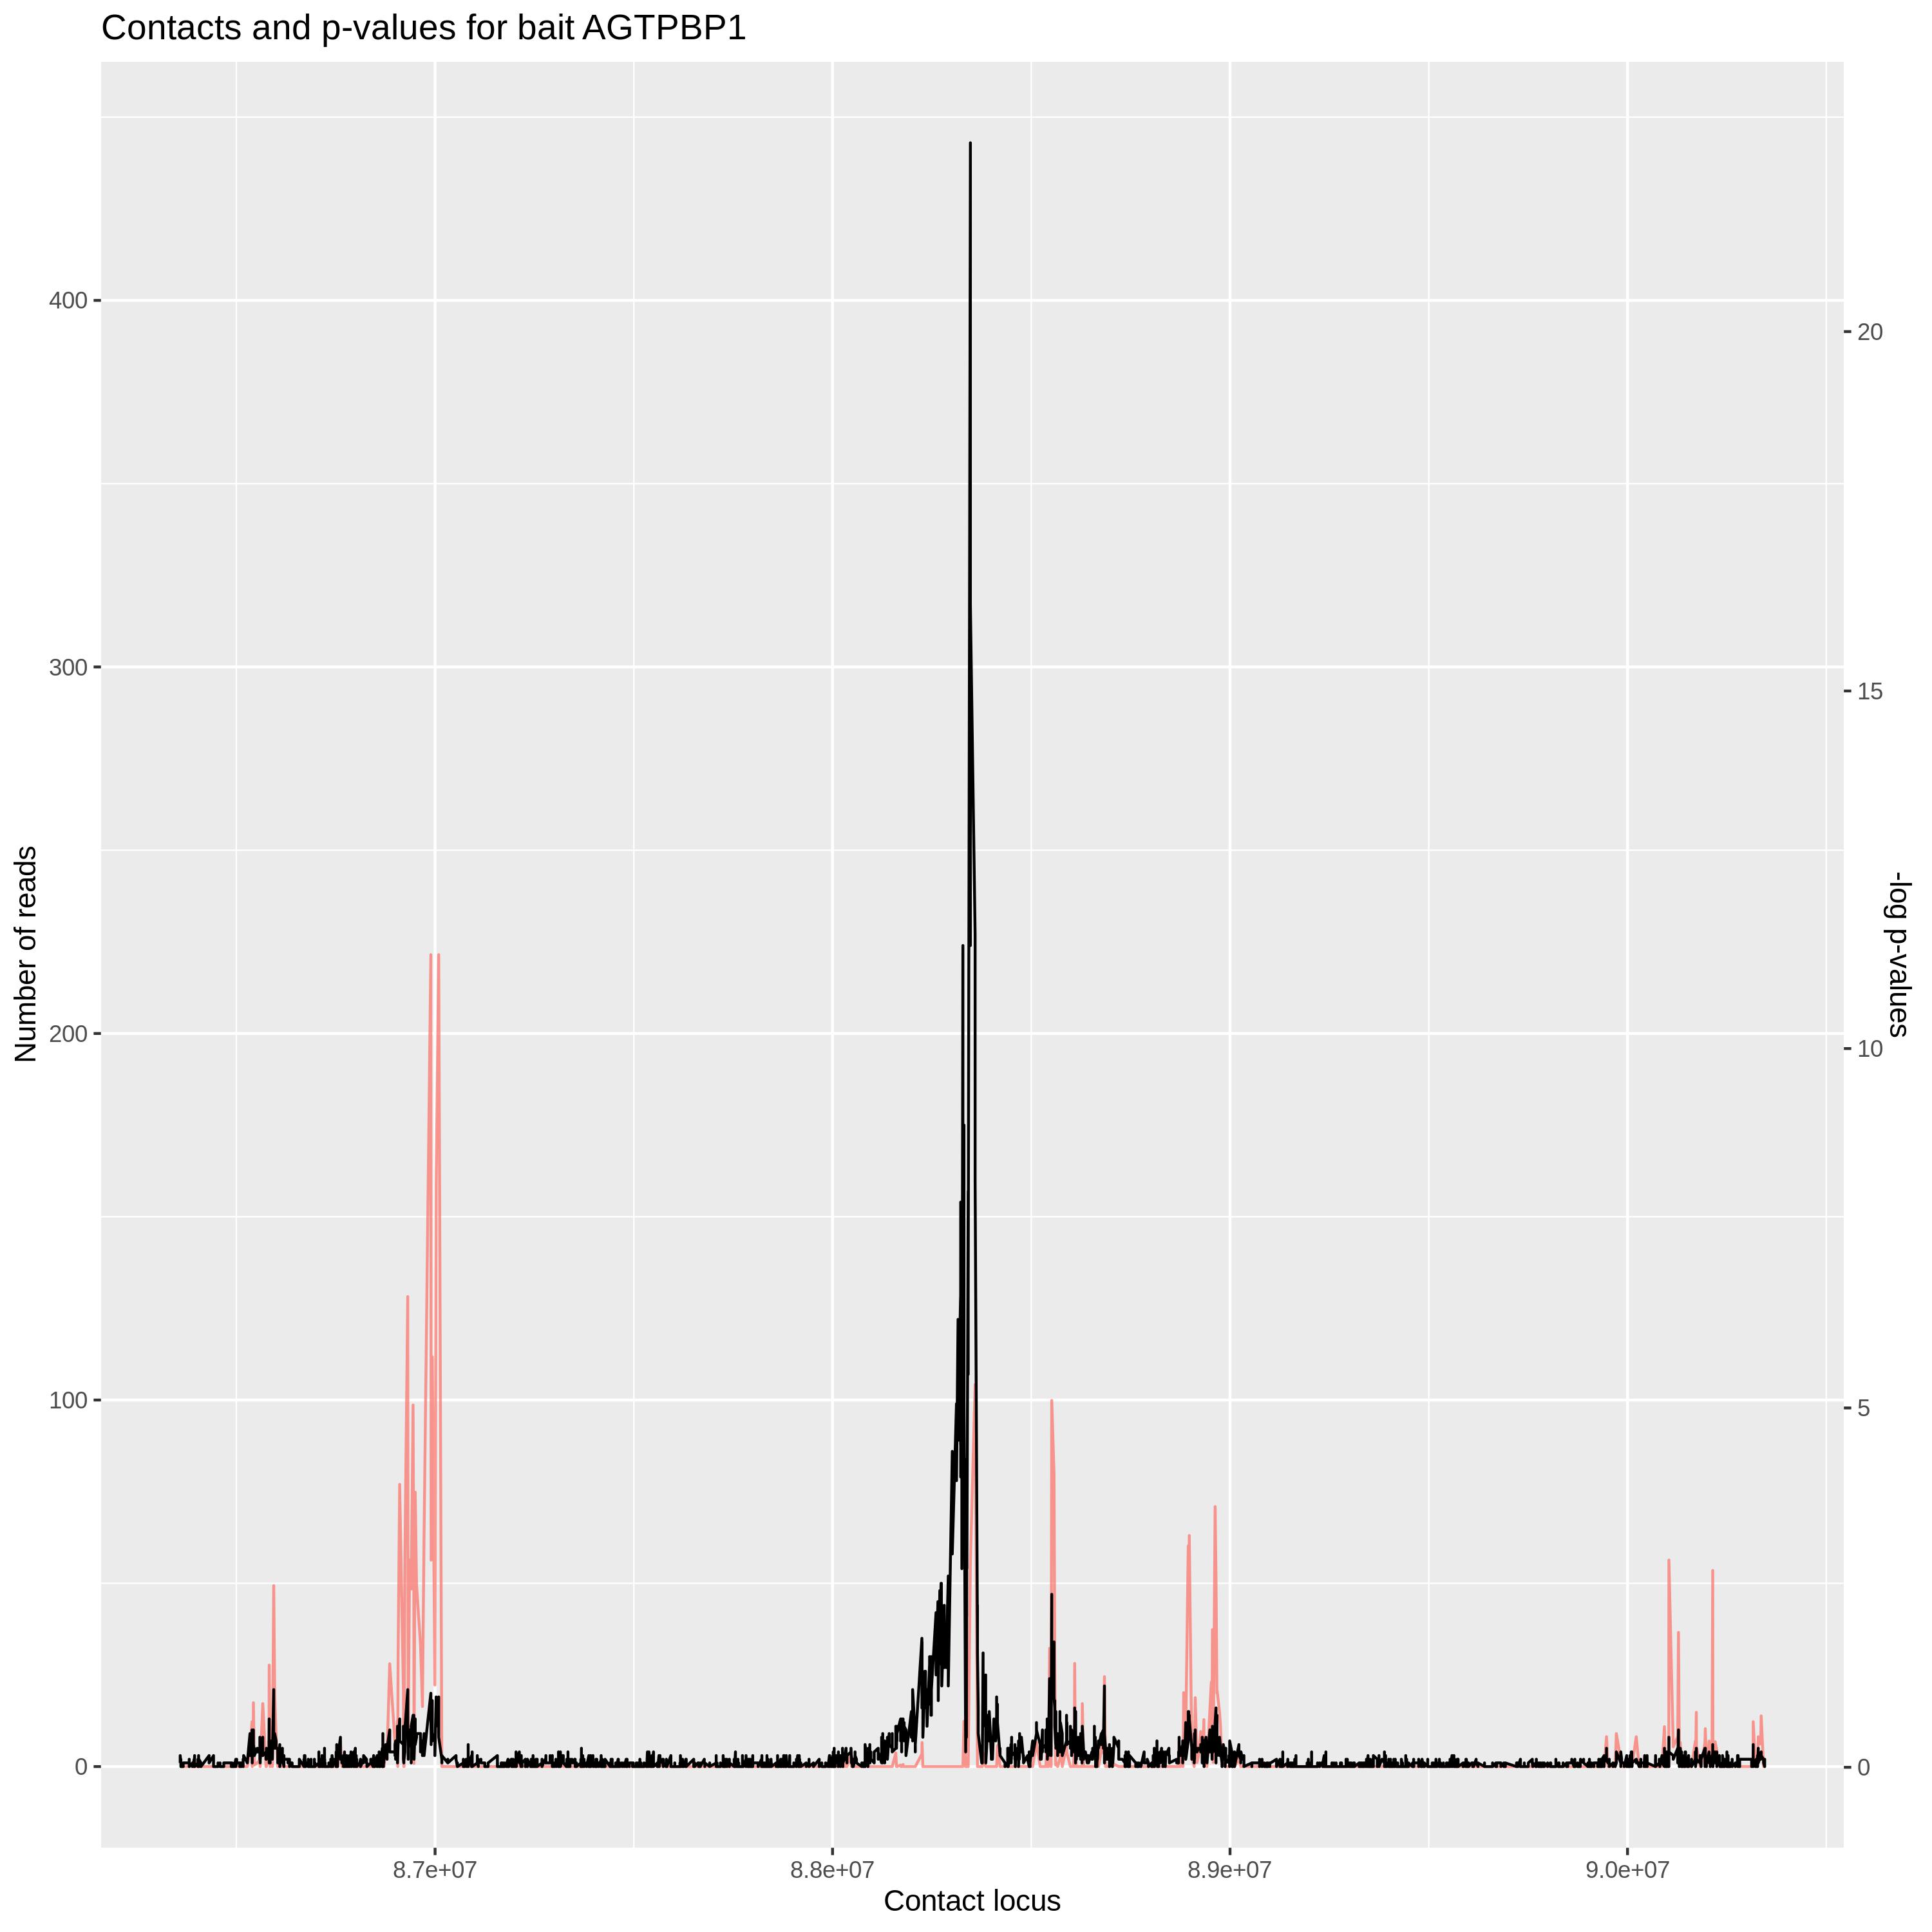 Contacts and p-values for bait AGTPBP1
400
300
200
100
0
Number of reads
20
15
10
5
0
-log p-values
8.7e+07
8.8e+07
8.9e+07
9.0e+07
Contact locus